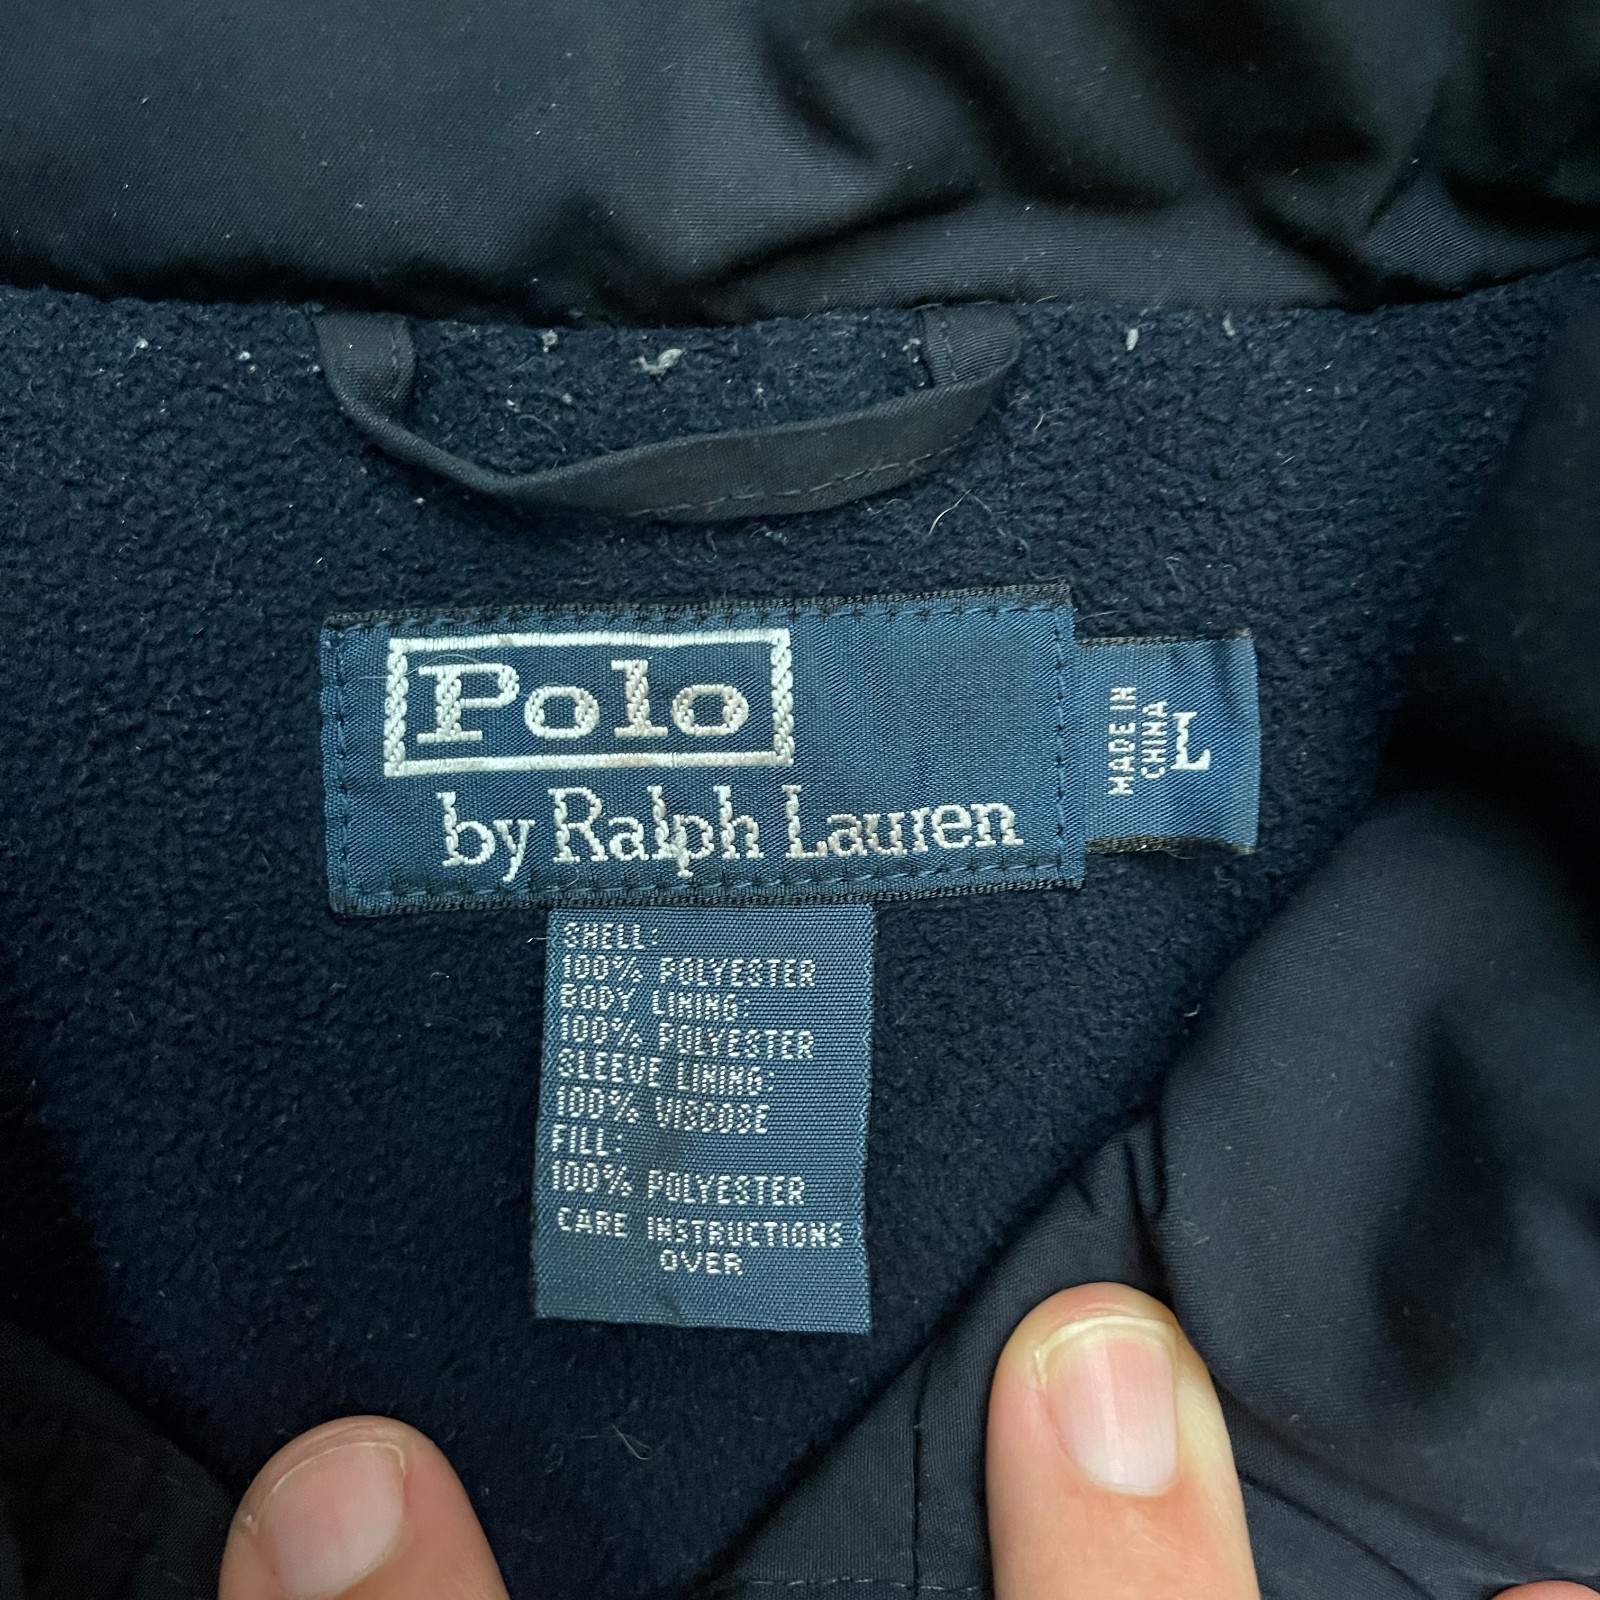 Polo
by Ralph Lauren
MADE IN
CHINA
L
SHELL:
100% POLYESTER
BODY LINING:
100% POLYESTER
SLEEVE LINING:
100% VISCOSE
FILL:
100% POLYESTER
CARE INSTRUCTIONS
OVER